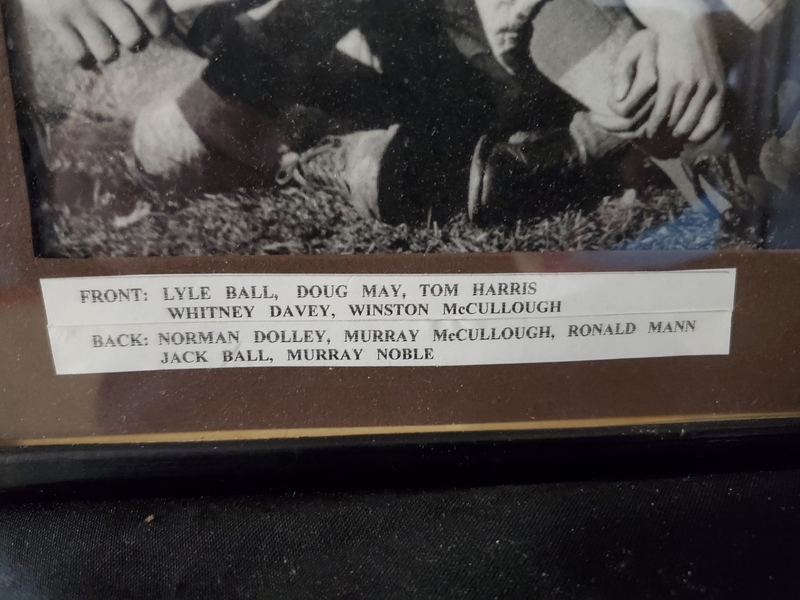 FRONT: LYLE BALL, DOUG MAY, TOM HARRIS
WHITNEY DAVEY, WINSTON McCULLOUGH
BACK: NORMAN DOLLEY, MURRAY McCULLOUGH, RONALD MANN
JACK BALL, MURRAY NOBLE